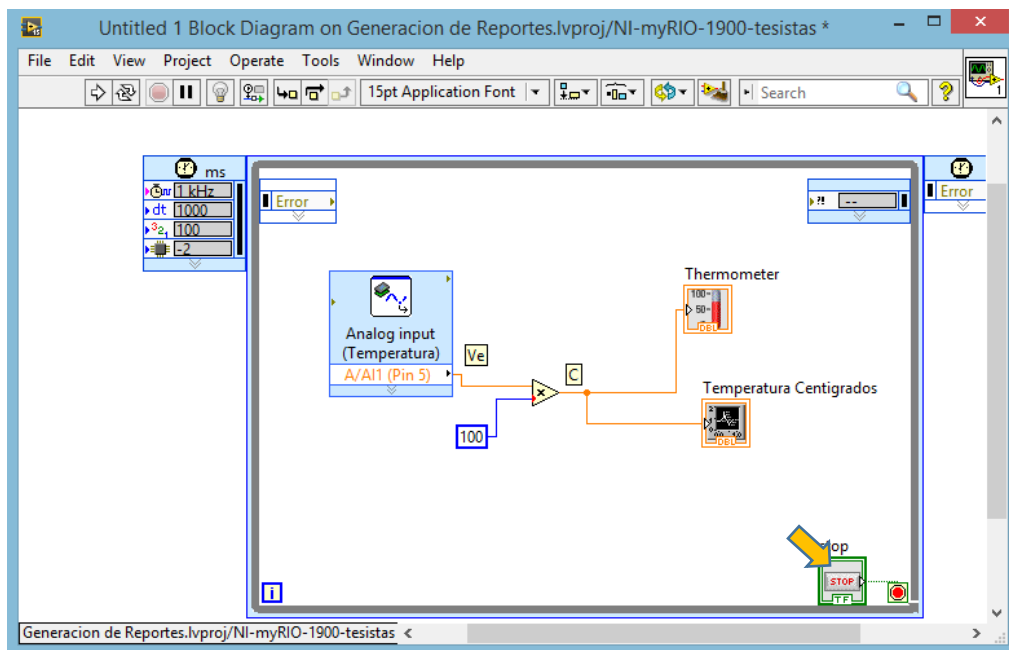 Untitled 1 Block Diagram on Generacion de Reportes.lvproj/NI-myRIO-1900-tesistas *
File Edit View Project Operate Tools Window Help
15pt Application Font
Search
1
ms
1 kHz
dt 1000
100
-2
Error
?! --
Error
Analog input
(Temperatura)
A/AI1 (Pin 5)
Ve
C
100
Thermometer
100
50
DBL
Temperatura Centigrados
DBL
STOP
TF
i
Generacion de Reportes.lvproj/NI-myRIO-1900-tesistas